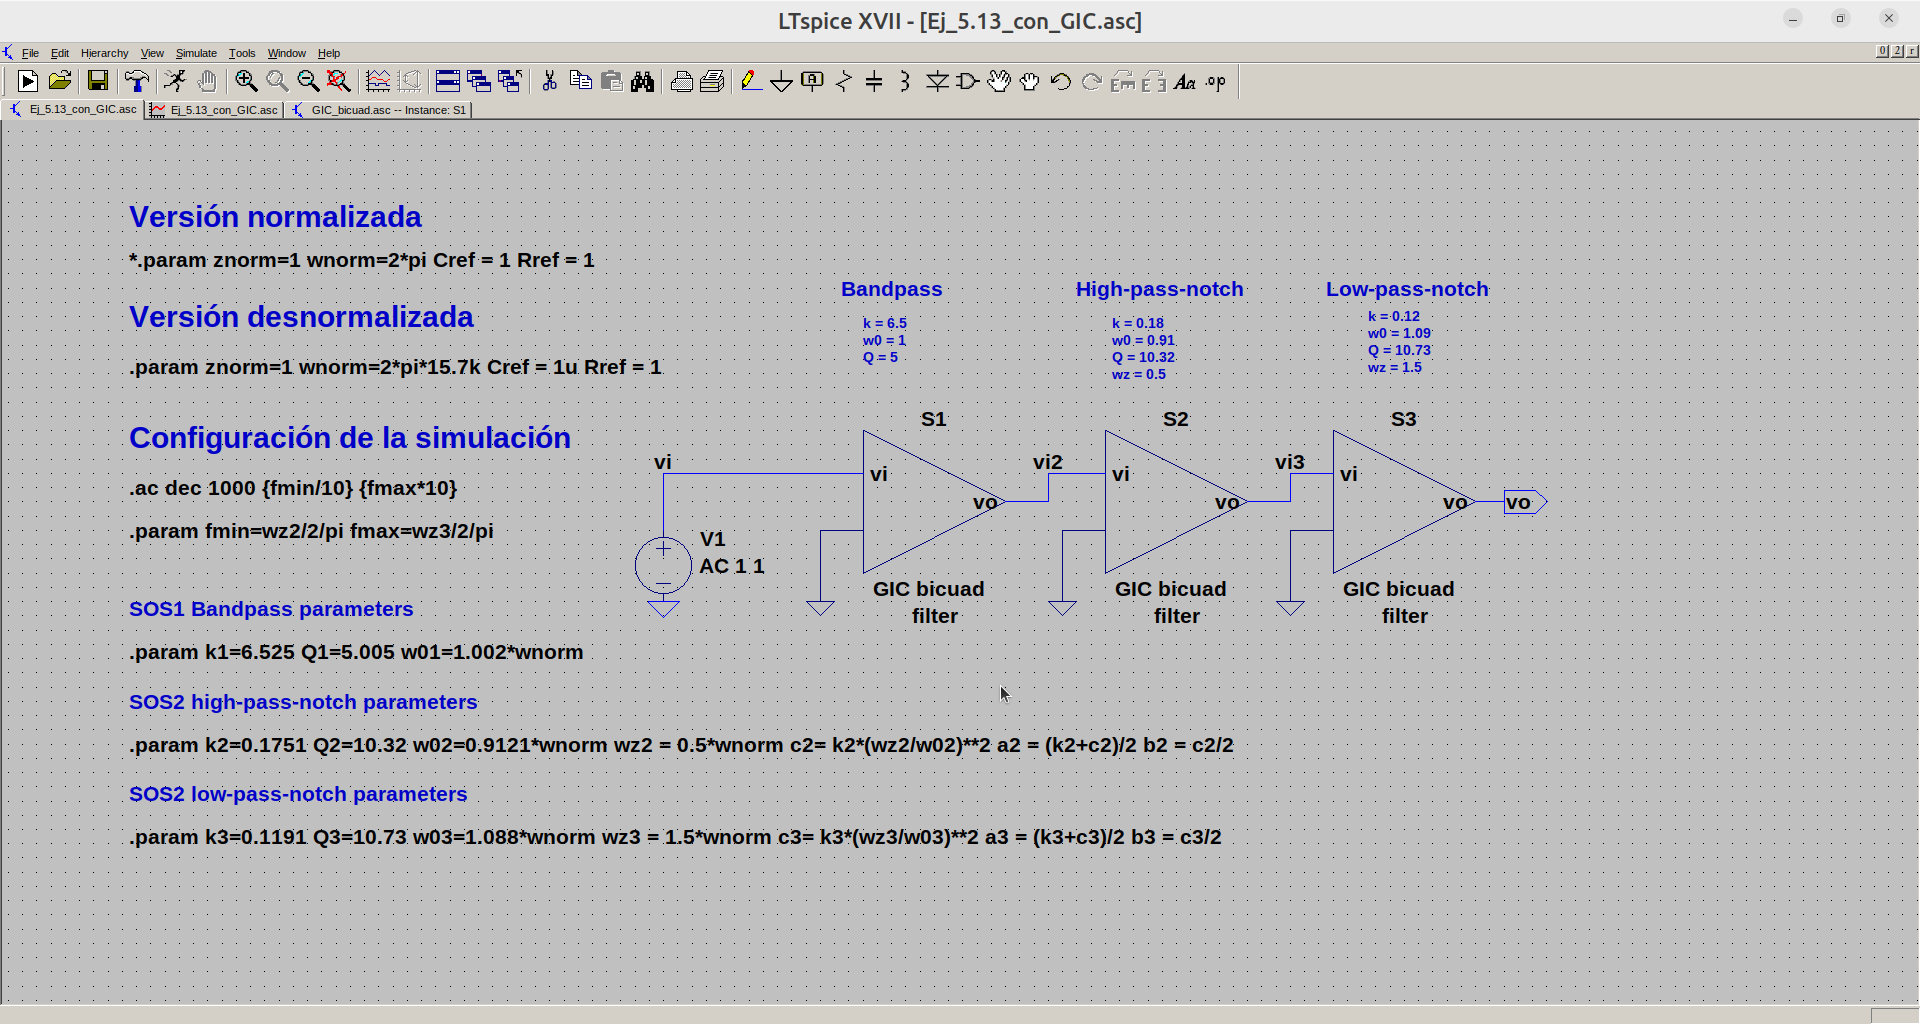 LTspice XVII - [Ej_5.13_con_GIC.asc]
File Edit Hierarchy View Simulate Tools Window Help
Ej_5.13_con_GIC.asc Ej_5.13_con_GIC.asc GIC_bicuad.asc -- Instance: S1
Versión normalizada
*.param znorm=1 wnorm=2*pi Cref = 1 Rref = 1
Versión desnormalizada
.param znorm=1 wnorm=2*pi*15.7k Cref = 1u Rref = 1
Configuración de la simulación
.ac dec 1000 {fmin/10} {fmax*10}
.param fmin=wz2/2/pi fmax=wz3/2/pi
SOS1 Bandpass parameters
.param k1=6.525 Q1=5.005 w01=1.002*wnorm
SOS2 high-pass-notch parameters
.param k2=0.1751 Q2=10.32 w02=0.9121*wnorm wz2 = 0.5*wnorm c2= k2*(wz2/w02)**2 a2 = (k2+c2)/2 b2 = c2/2
SOS2 low-pass-notch parameters
.param k3=0.1191 Q3=10.73 w03=1.088*wnorm wz3 = 1.5*wnorm c3= k3*(wz3/w03)**2 a3 = (k3+c3)/2 b3 = c3/2
Bandpass
k = 6.5
w0 = 1
Q = 5
High-pass-notch
k = 0.18
w0 = 0.91
Q = 10.32
wz = 0.5
Low-pass-notch
k = 0.12
w0 = 1.09
Q = 10.73
wz = 1.5
vi
V1
AC 1 1
S1
vi
vo
GIC bicuad
filter
vi2
S2
vi
vo
GIC bicuad
filter
vi3
S3
vi
vo
GIC bicuad
filter
vo